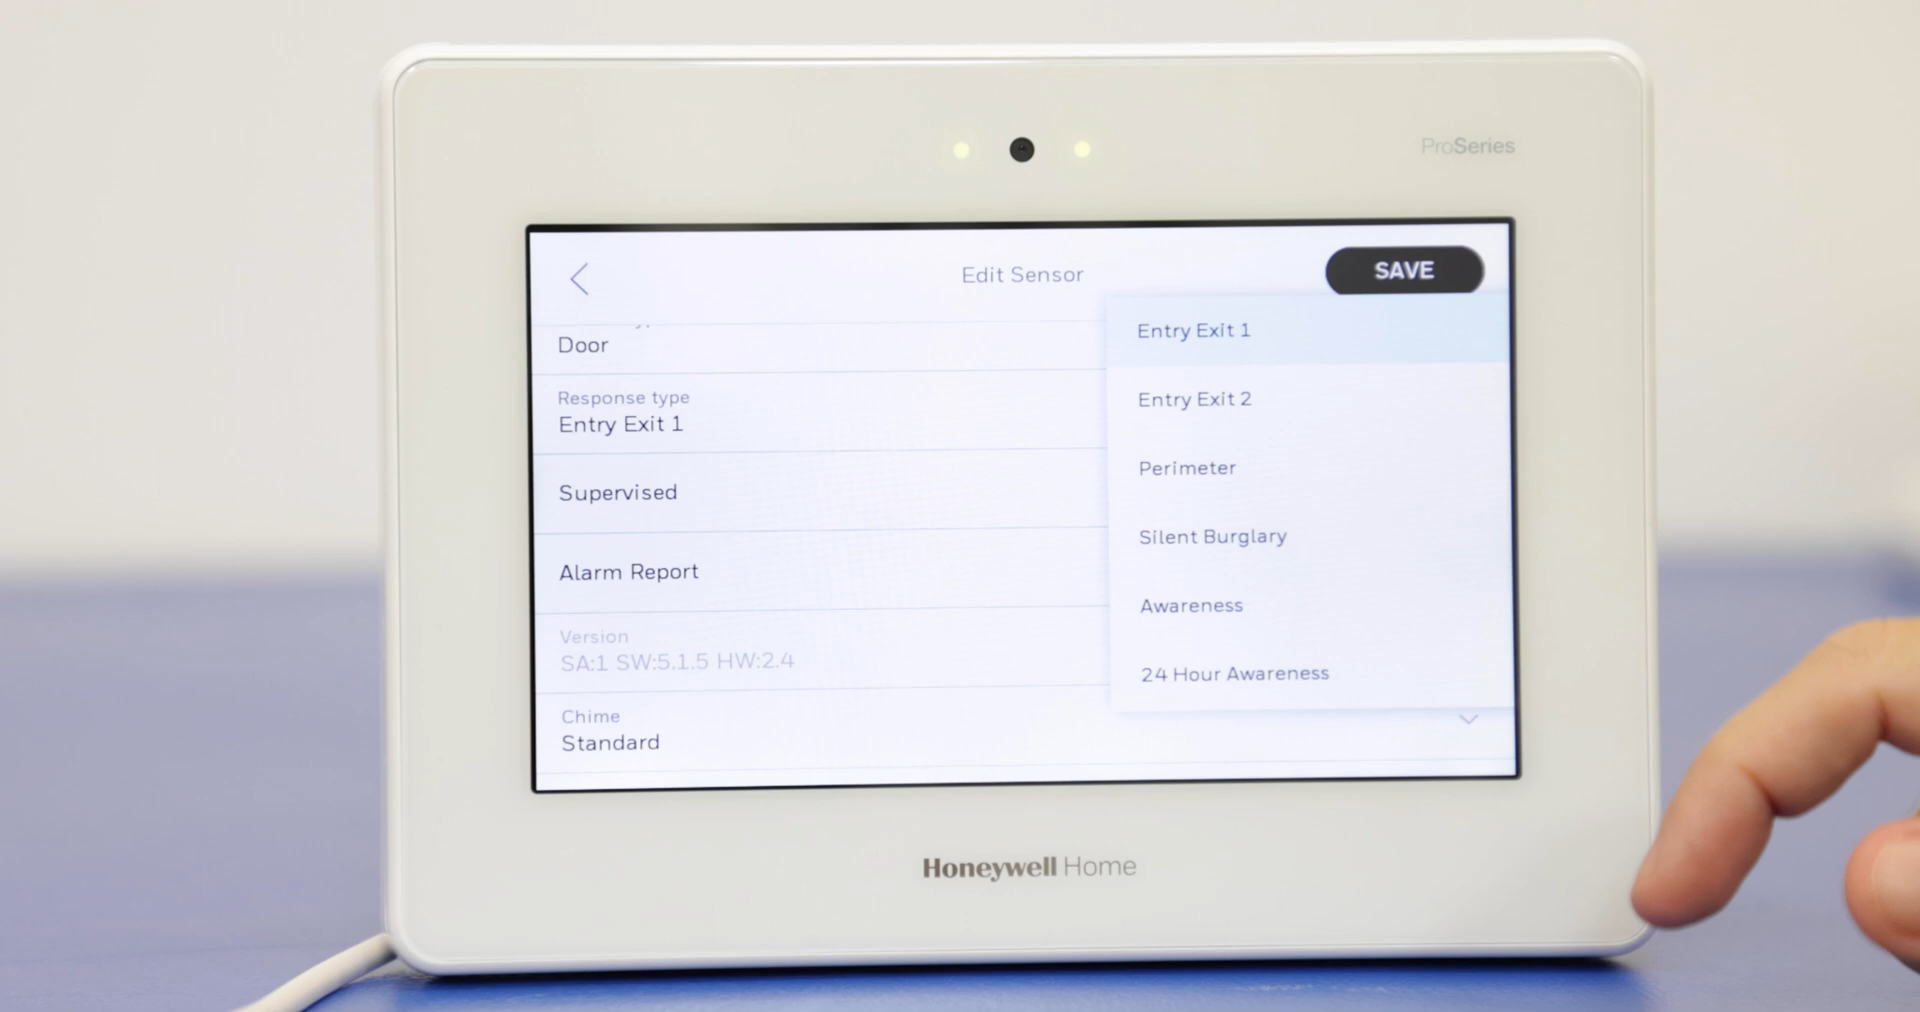 ProSeries
Edit Sensor
SAVE
Door
Response type
Entry Exit 1
Supervised
Alarm Report
Version
SA:1 SW:5.1.5 HW:2.4
Chime
Standard
Entry Exit 1
Entry Exit 2
Perimeter
Silent Burglary
Awareness
24 Hour Awareness
Honeywell Home